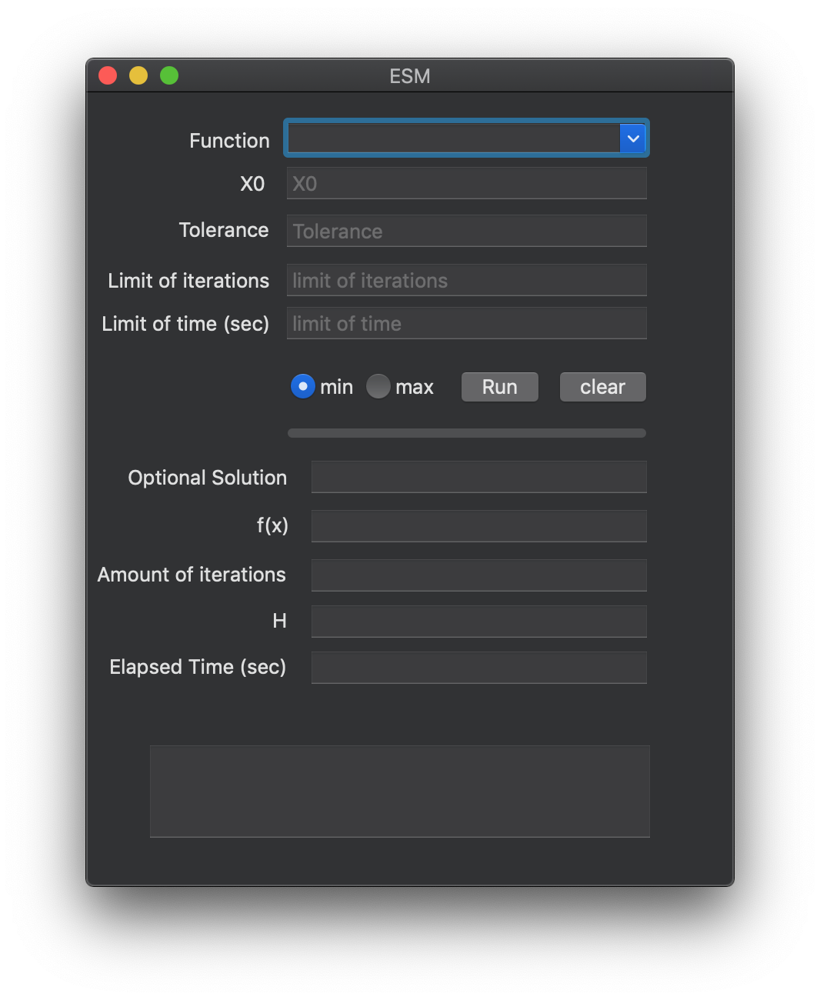 ESM
Function
X0 X0
Tolerance Tolerance
Limit of iterations limit of iterations
Limit of time (sec) limit of time
min max Run clear
Optional Solution
f(x)
Amount of iterations
H
Elapsed Time (sec)